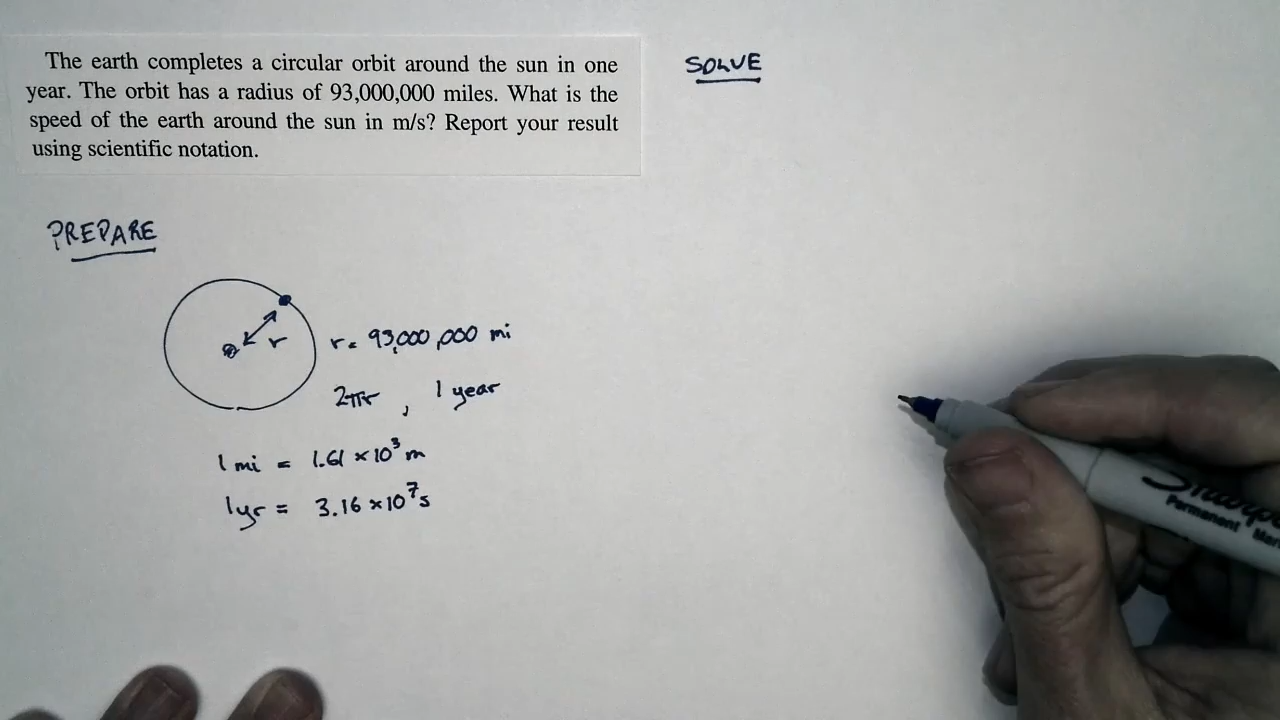 The earth completes a circular orbit around the sun in one
year. The orbit has a radius of 93,000,000 miles. What is the
speed of the earth around the sun in m/s? Report your result
using scientific notation.
PREPARE
r
r = 93,000,000 mi
2πr , 1 year
1 mi = 1.61 × 10³ m
1 yr = 3.16 × 10⁷ s
SOLVE
Permanent